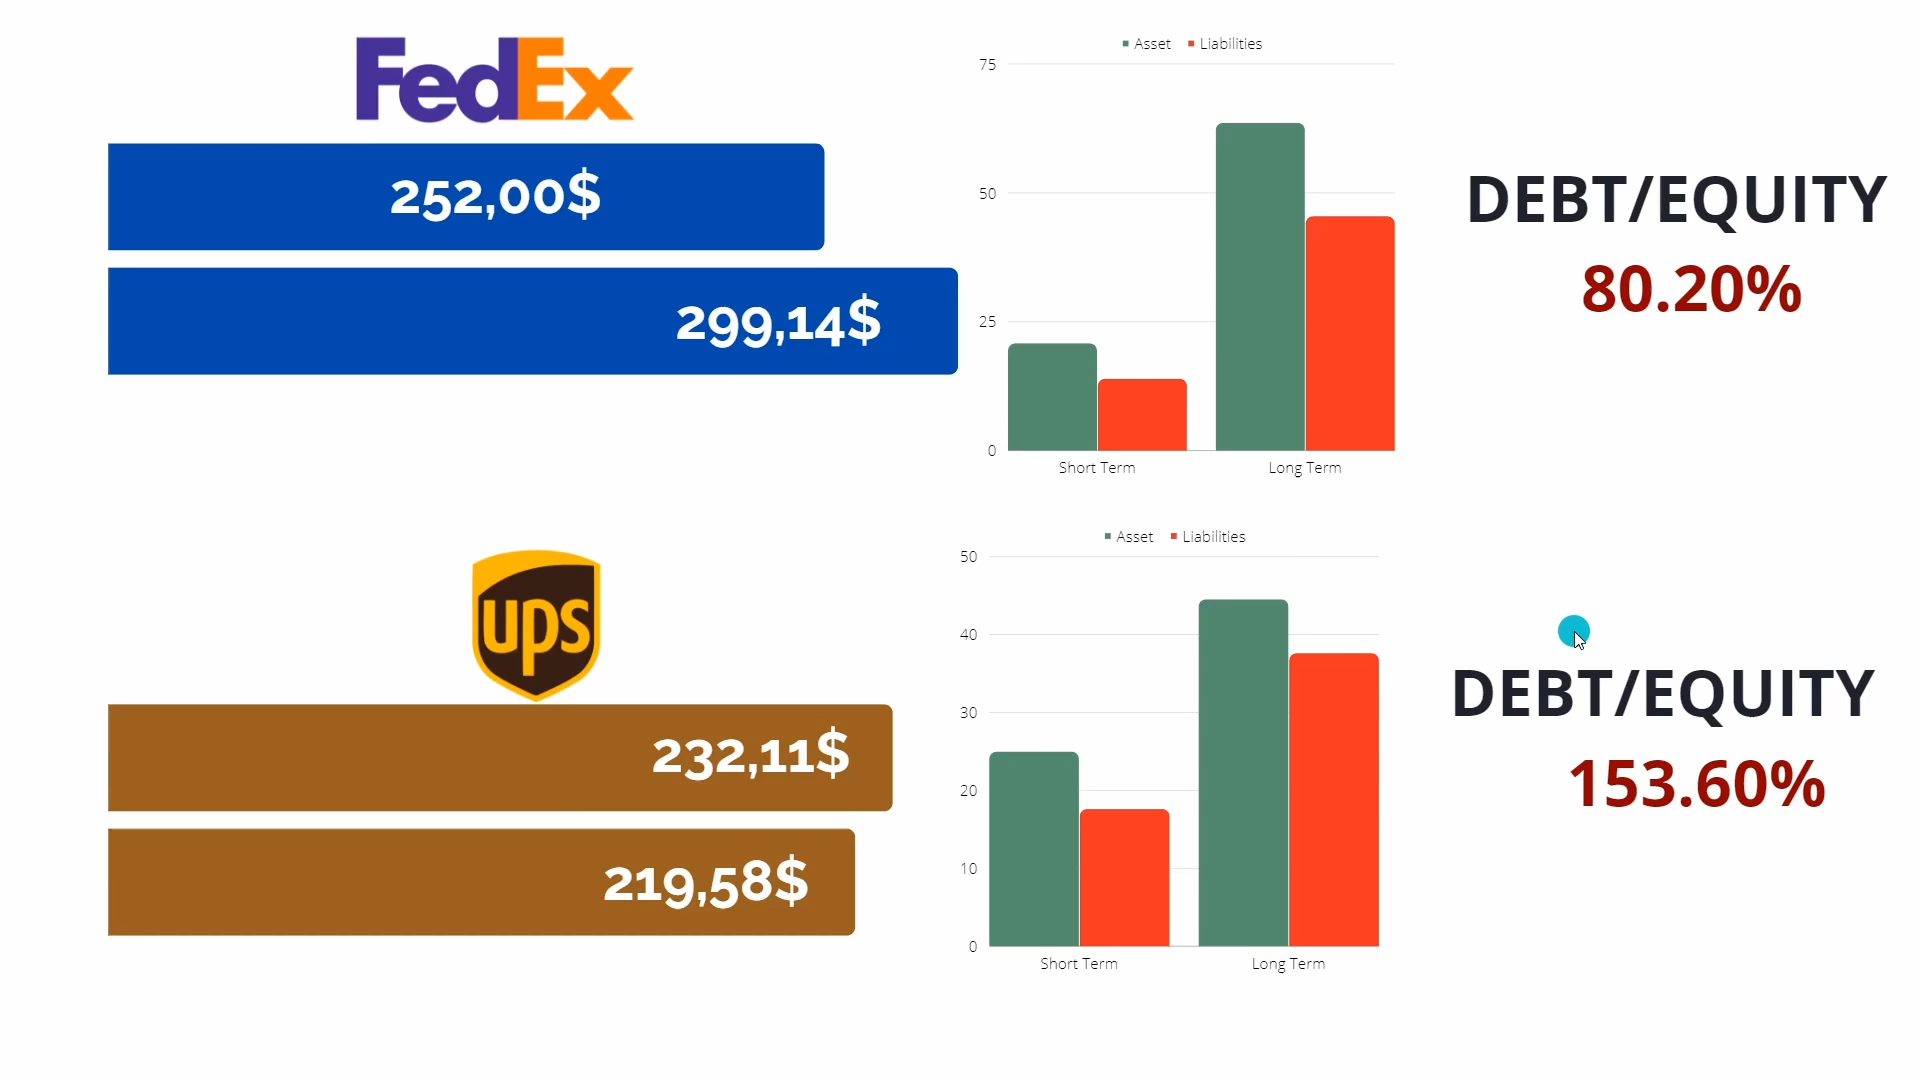 FedEx
252,00$
299,14$
Asset Liabilities
75
50
25
0
Short Term Long Term
DEBT/EQUITY
80.20%
ups
232,11$
219,58$
Asset Liabilities
50
40
30
20
10
0
Short Term Long Term
DEBT/EQUITY
153.60%